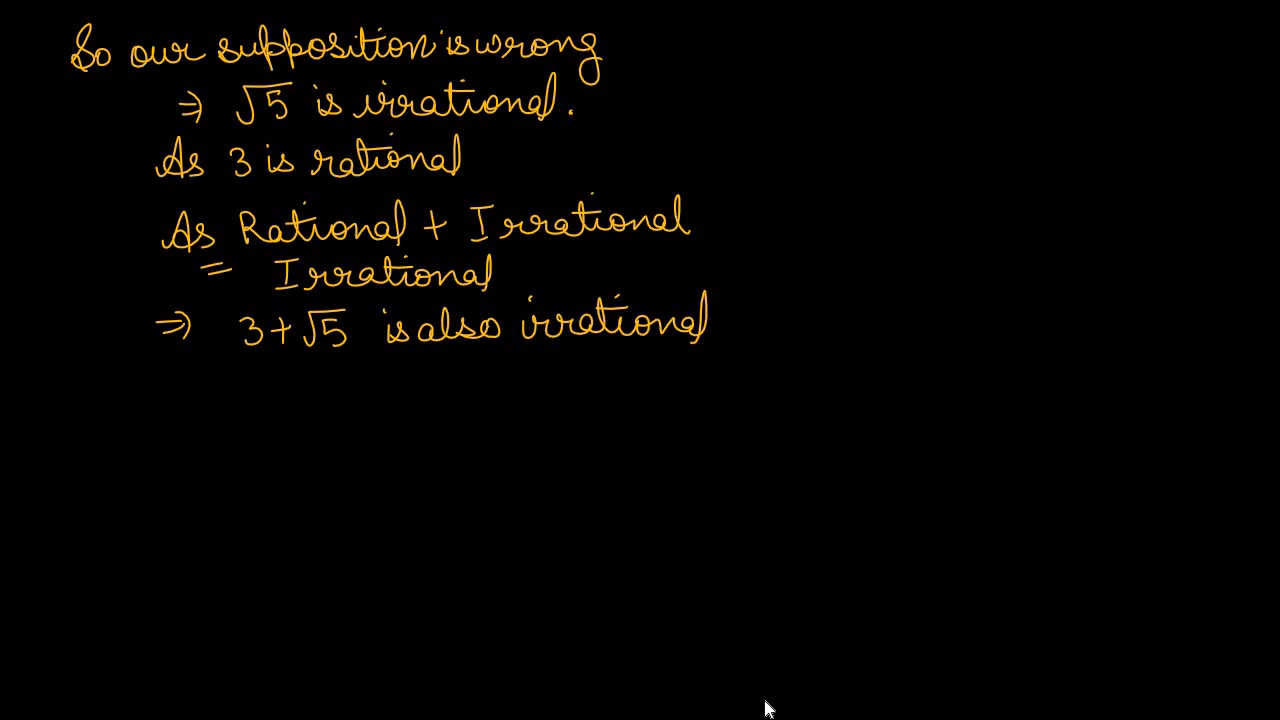 So our supposition is wrong
⇒ √5 is irrational.
As 3 is rational
As Rational + Irrational
= Irrational
⇒ 3+√5 is also irrational